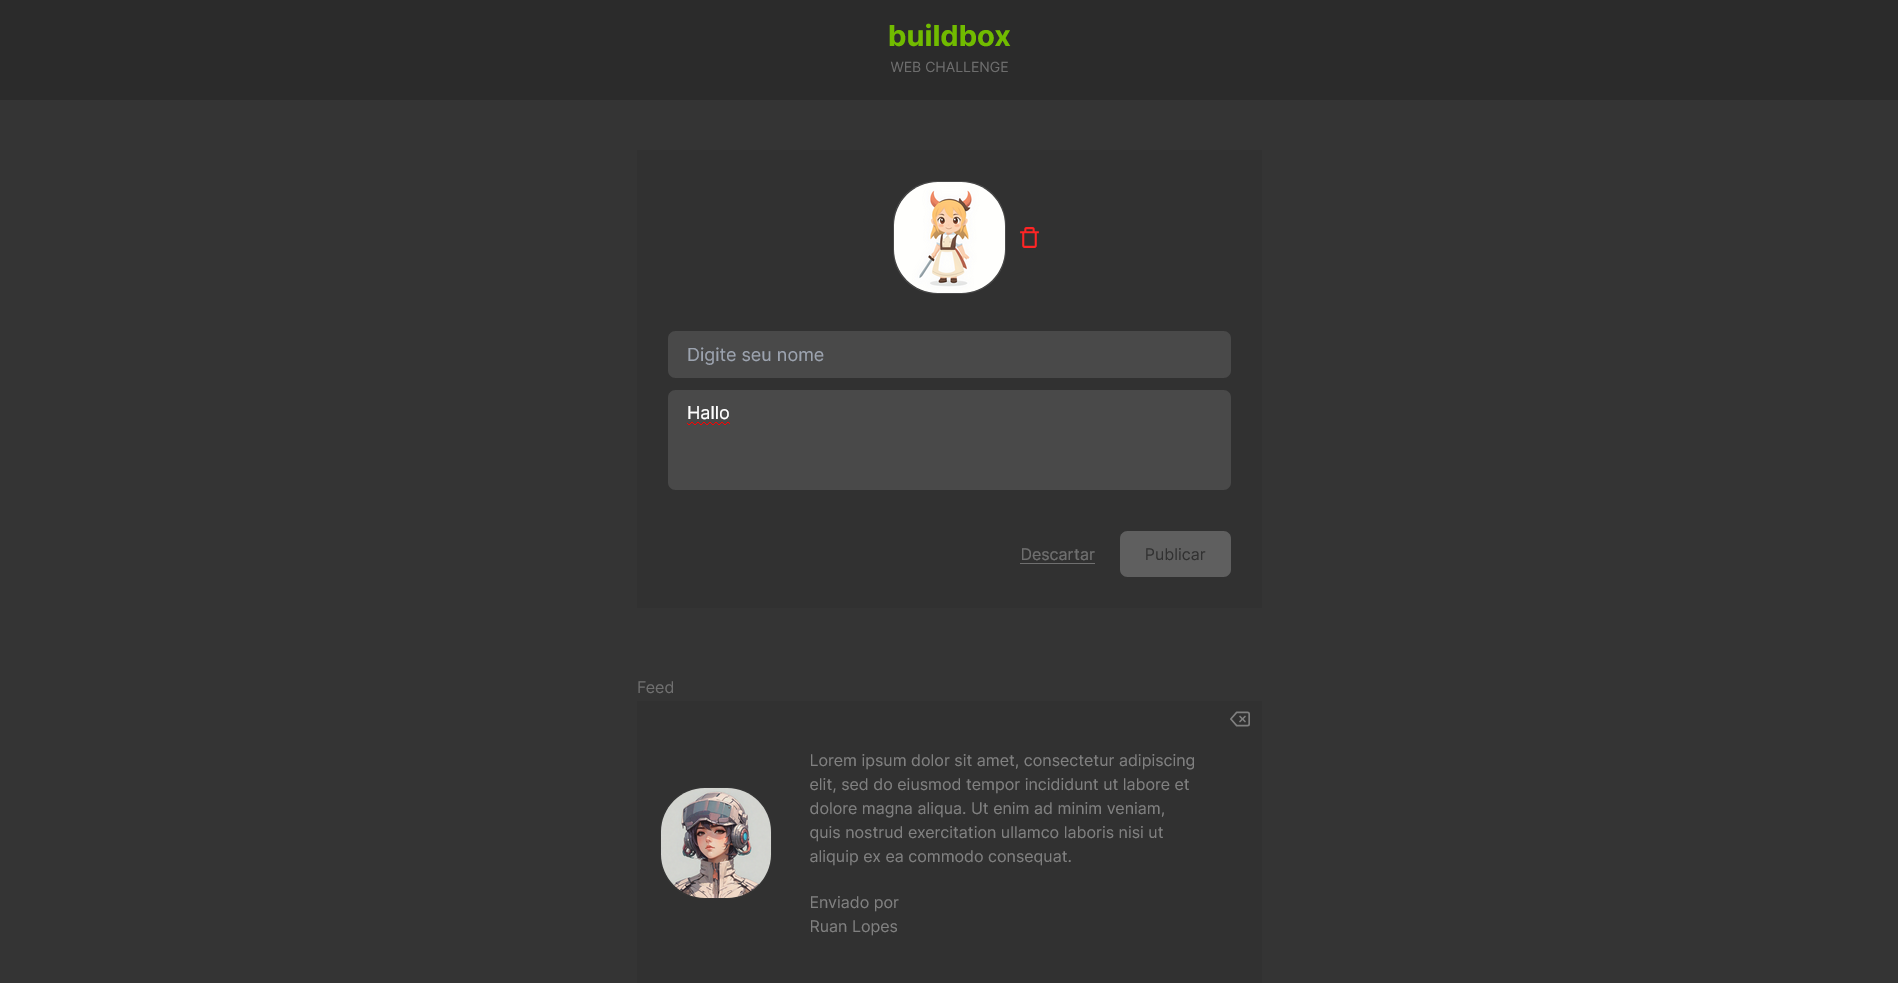 buildbox
WEB CHALLENGE
Digite seu nome
Hallo
Descartar
Publicar
Feed
Lorem ipsum dolor sit amet, consectetur adipiscing
elit, sed do eiusmod tempor incididunt ut labore et
dolore magna aliqua. Ut enim ad minim veniam,
quis nostrud exercitation ullamco laboris nisi ut
aliquip ex ea commodo consequat.
Enviado por
Ruan Lopes